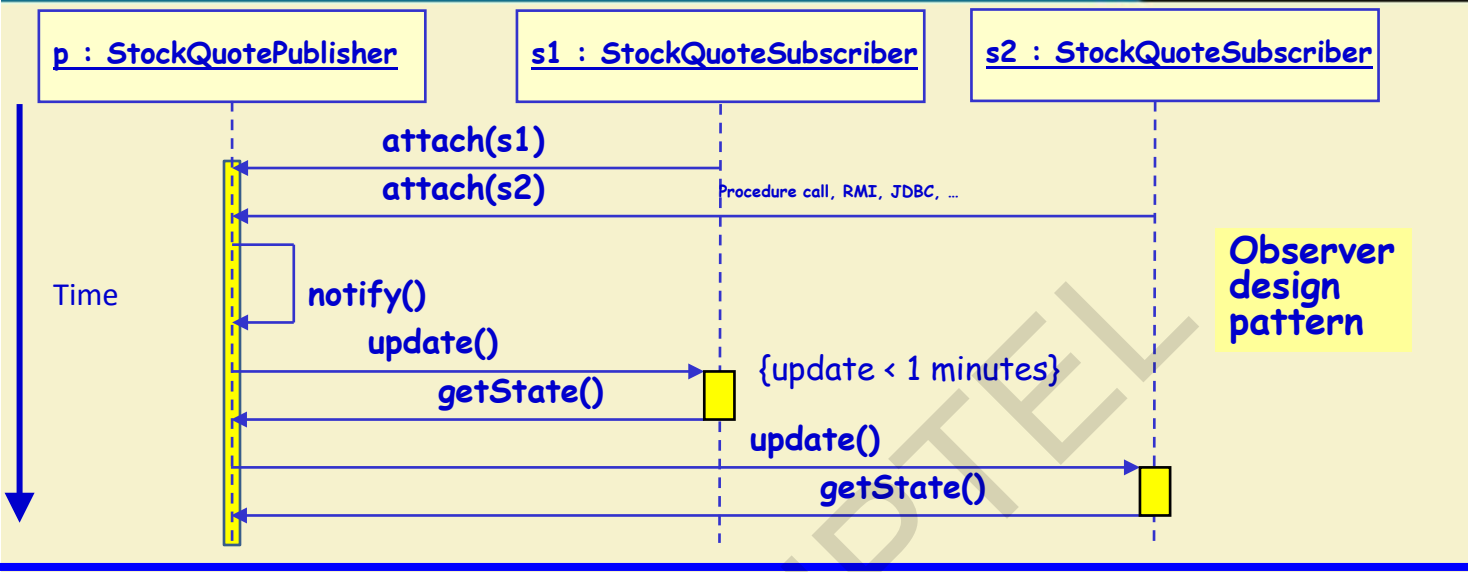 p : StockQuotePublisher
s1 : StockQuoteSubscriber
s2 : StockQuoteSubscriber
attach(s1)
attach(s2)
Procedure call, RMI, JDBC, …
Observer
design
pattern
Time
notify()
update()
{update < 1 minutes}
getState()
update()
getState()
NPTEL